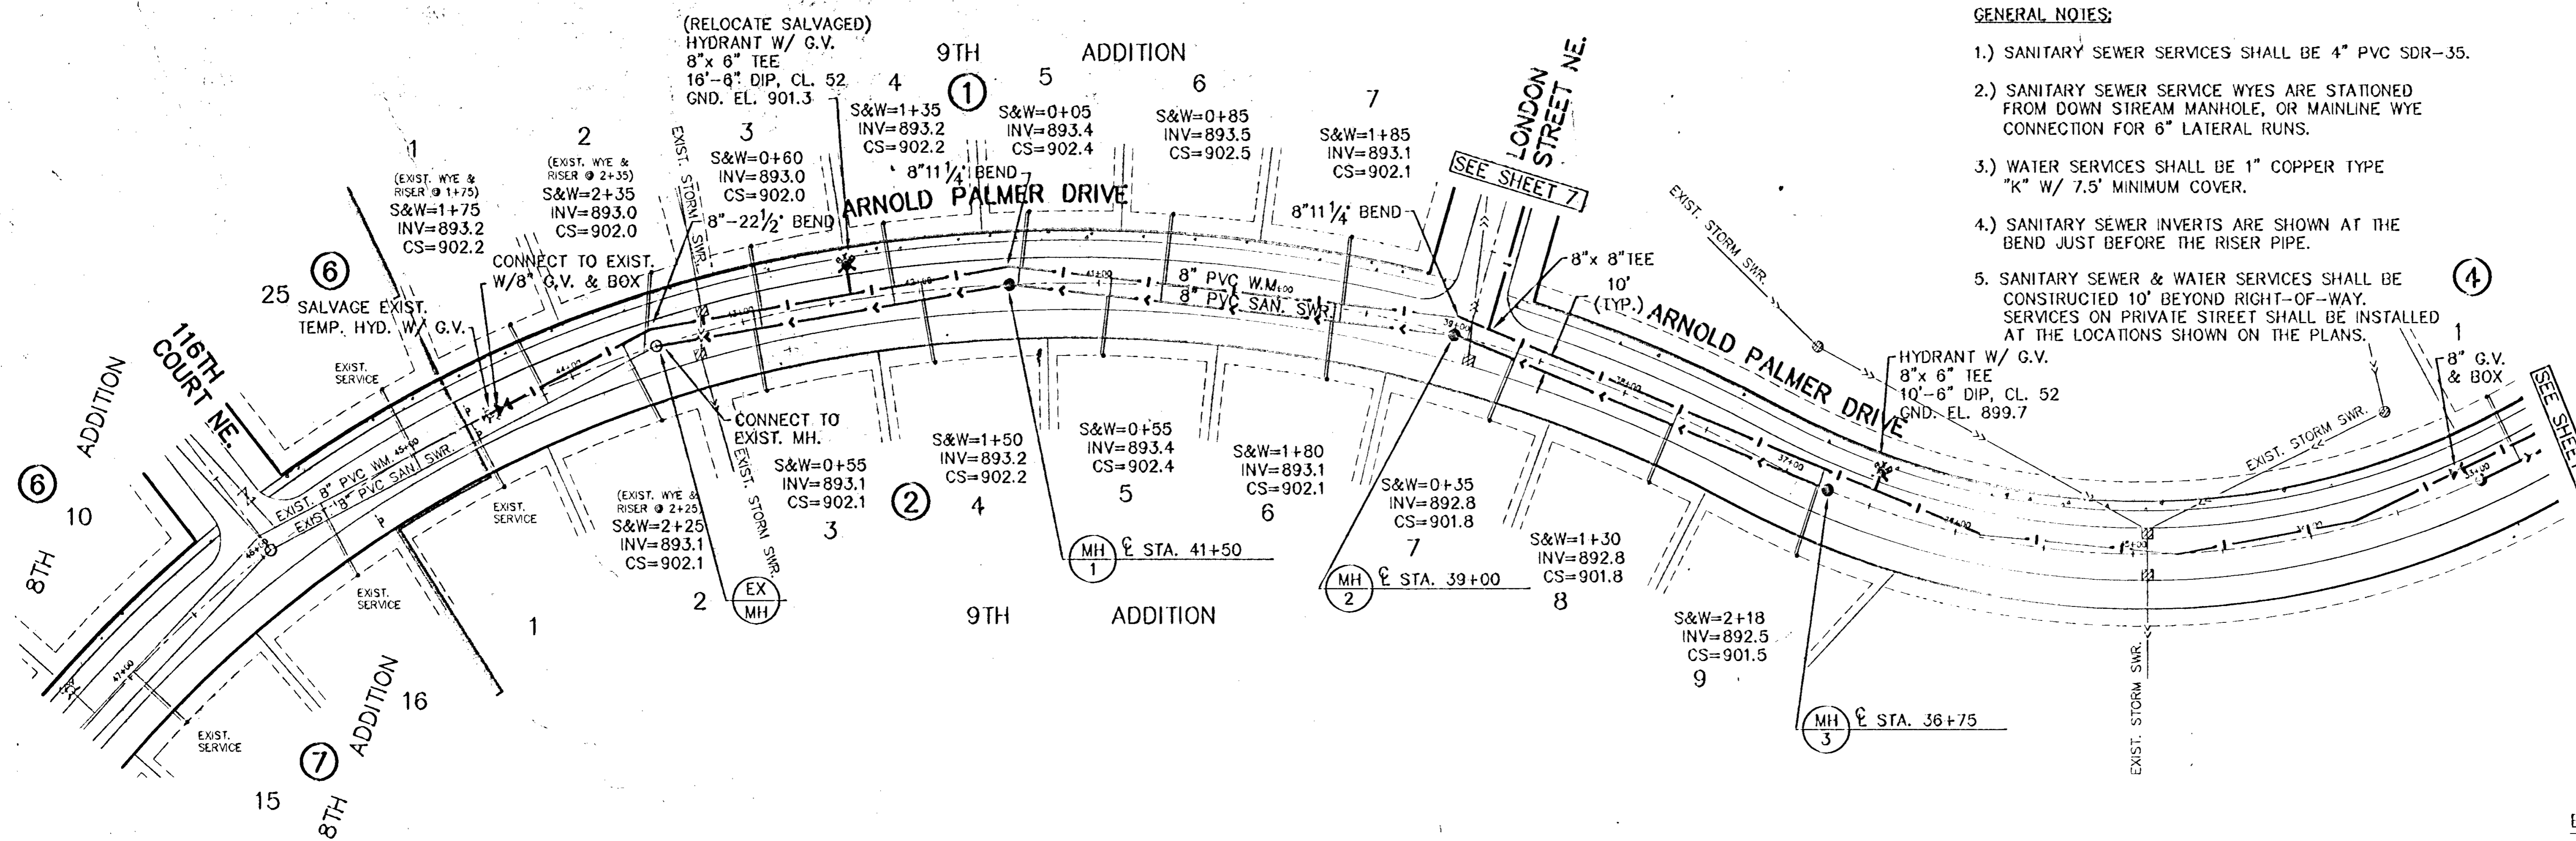 GENERAL NOTES;
1.) SANITARY SEWER SERVICES SHALL BE 4" PVC SDR-35.
2.) SANITARY SEWER SERVICE WYES ARE STATIONED
FROM DOWN STREAM MANHOLE, OR MAINLINE WYE
CONNECTION FOR 6" LATERAL RUNS.
3.) WATER SERVICES SHALL BE 1" COPPER TYPE
"K" W/ 7.5' MINIMUM COVER.
4.) SANITARY SEWER INVERTS ARE SHOWN AT THE
BEND JUST BEFORE THE RISER PIPE.
5. SANITARY SEWER & WATER SERVICES SHALL BE
CONSTRUCTED 10' BEYOND RIGHT-OF-WAY.
SERVICES ON PRIVATE STREET SHALL BE INSTALLED
AT THE LOCATIONS SHOWN ON THE PLANS.
(RELOCATE SALVAGED)
HYDRANT W/ G.V.
8"x 6" TEE
16'-6" DIP, CL. 52
GND. EL. 901.3
9TH ADDITION
1
1
(EXIST. WYE &
RISER @ 1+75)
S&W=1+75
INV=893.2
CS=902.2
2
(EXIST. WYE &
RISER @ 2+35)
S&W=2+35
INV=893.0
CS=902.0
EXIST. STORM SWR.
3
S&W=0+60
INV=893.0
CS=902.0
8"-22½° BEND
4
S&W=1+35
INV=893.2
CS=902.2
8"11¼° BEND
5
S&W=0+05
INV=893.4
CS=902.4
6
S&W=0+85
INV=893.5
CS=902.5
7
S&W=1+85
INV=893.1
CS=902.1
8"11¼° BEND
LONDON
STREET NE.
SEE SHEET 7
ARNOLD PALMER DRIVE
8" PVC W.M.
8" PVC SAN. SWR.
41+00
39+00
8"x 8"TEE
10'
(TYP.)
ARNOLD PALMER DRIVE
38+00
37+00
EXIST. STORM SWR.
HYDRANT W/ G.V.
8"x 6" TEE
10'-6" DIP, CL. 52
GND. EL. 899.7
4
1
8" G.V.
& BOX
SEE SHEE
EXIST. STORM SWR.
EXIST. STORM SWR.
6
25
SALVAGE EXIST.
TEMP. HYD. W/ G.V.
CONNECT TO EXIST.
W/8" G.V. & BOX
44+00
116TH
COURT NE.
EXIST.
SERVICE
EXIST. 8" PVC WM.
45+00
EXIST. 8" PVC SAN. SWR.
46+00
47+00
6
10
8TH ADDITION
EXIST.
SERVICE
EXIST.
SERVICE
EXIST.
SERVICE
15
16
7
8TH ADDITION
1
(EXIST. WYE &
RISER @ 2+25)
S&W=2+25
INV=893.1
CS=902.1
2
EX
MH
CONNECT TO
EXIST. MH.
EXIST. STORM SWR.
S&W=0+55
INV=893.1
CS=902.1
3
2
S&W=1+50
INV=893.2
CS=902.2
4
S&W=0+55
INV=893.4
CS=902.4
5
MH
1
℄ STA. 41+50
S&W=1+80
INV=893.1
CS=902.1
6
S&W=0+35
INV=892.8
CS=901.8
7
MH
2
℄ STA. 39+00
S&W=1+30
INV=892.8
CS=901.8
8
S&W=2+18
INV=892.5
CS=901.5
9
MH
3
℄ STA. 36+75
9TH ADDITION